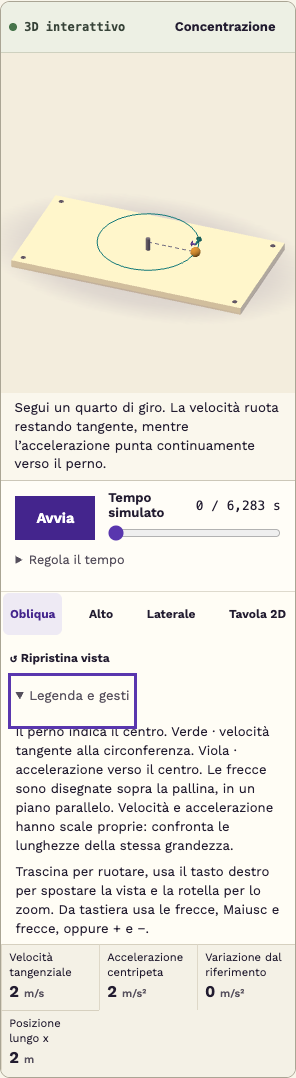 3D interattivo Concentrazione
Segui un quarto di giro. La velocità ruota
restando tangente, mentre
l’accelerazione punta continuamente
verso il perno.
Avvia
Tempo
simulato
0 / 6,283 s
▶ Regola il tempo
Obliqua Alto Laterale Tavola 2D
↺ Ripristina vista
▼ Legenda e gesti
Il perno indica il centro. Verde · velocità
tangente alla circonferenza. Viola ·
accelerazione verso il centro. Le frecce
sono disegnate sopra la pallina, in un
piano parallelo. Velocità e accelerazione
hanno scale proprie: confronta le
lunghezze della stessa grandezza.
Trascina per ruotare, usa il tasto destro
per spostare la vista e la rotella per lo
zoom. Da tastiera usa le frecce, Maiusc e
frecce, oppure + e −.
Velocità
tangenziale
2 m/s
Accelerazione
centripeta
2 m/s²
Variazione dal
riferimento
0 m/s²
Posizione
lungo x
2 m